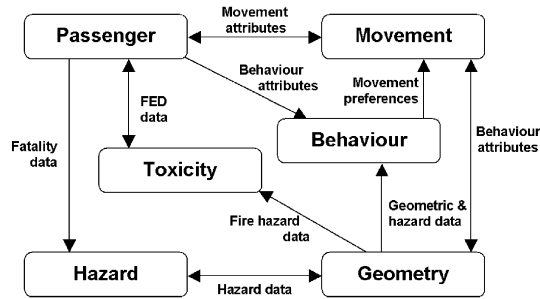 Movement
attributes
Passenger
Movement
Behaviour
attributes
Movement
preferences
FED
data
Behaviour
Behaviour
attributes
Fatality
data
Toxicity
Geometric &
hazard data
Fire hazard
data
Hazard
Hazard data
Geometry